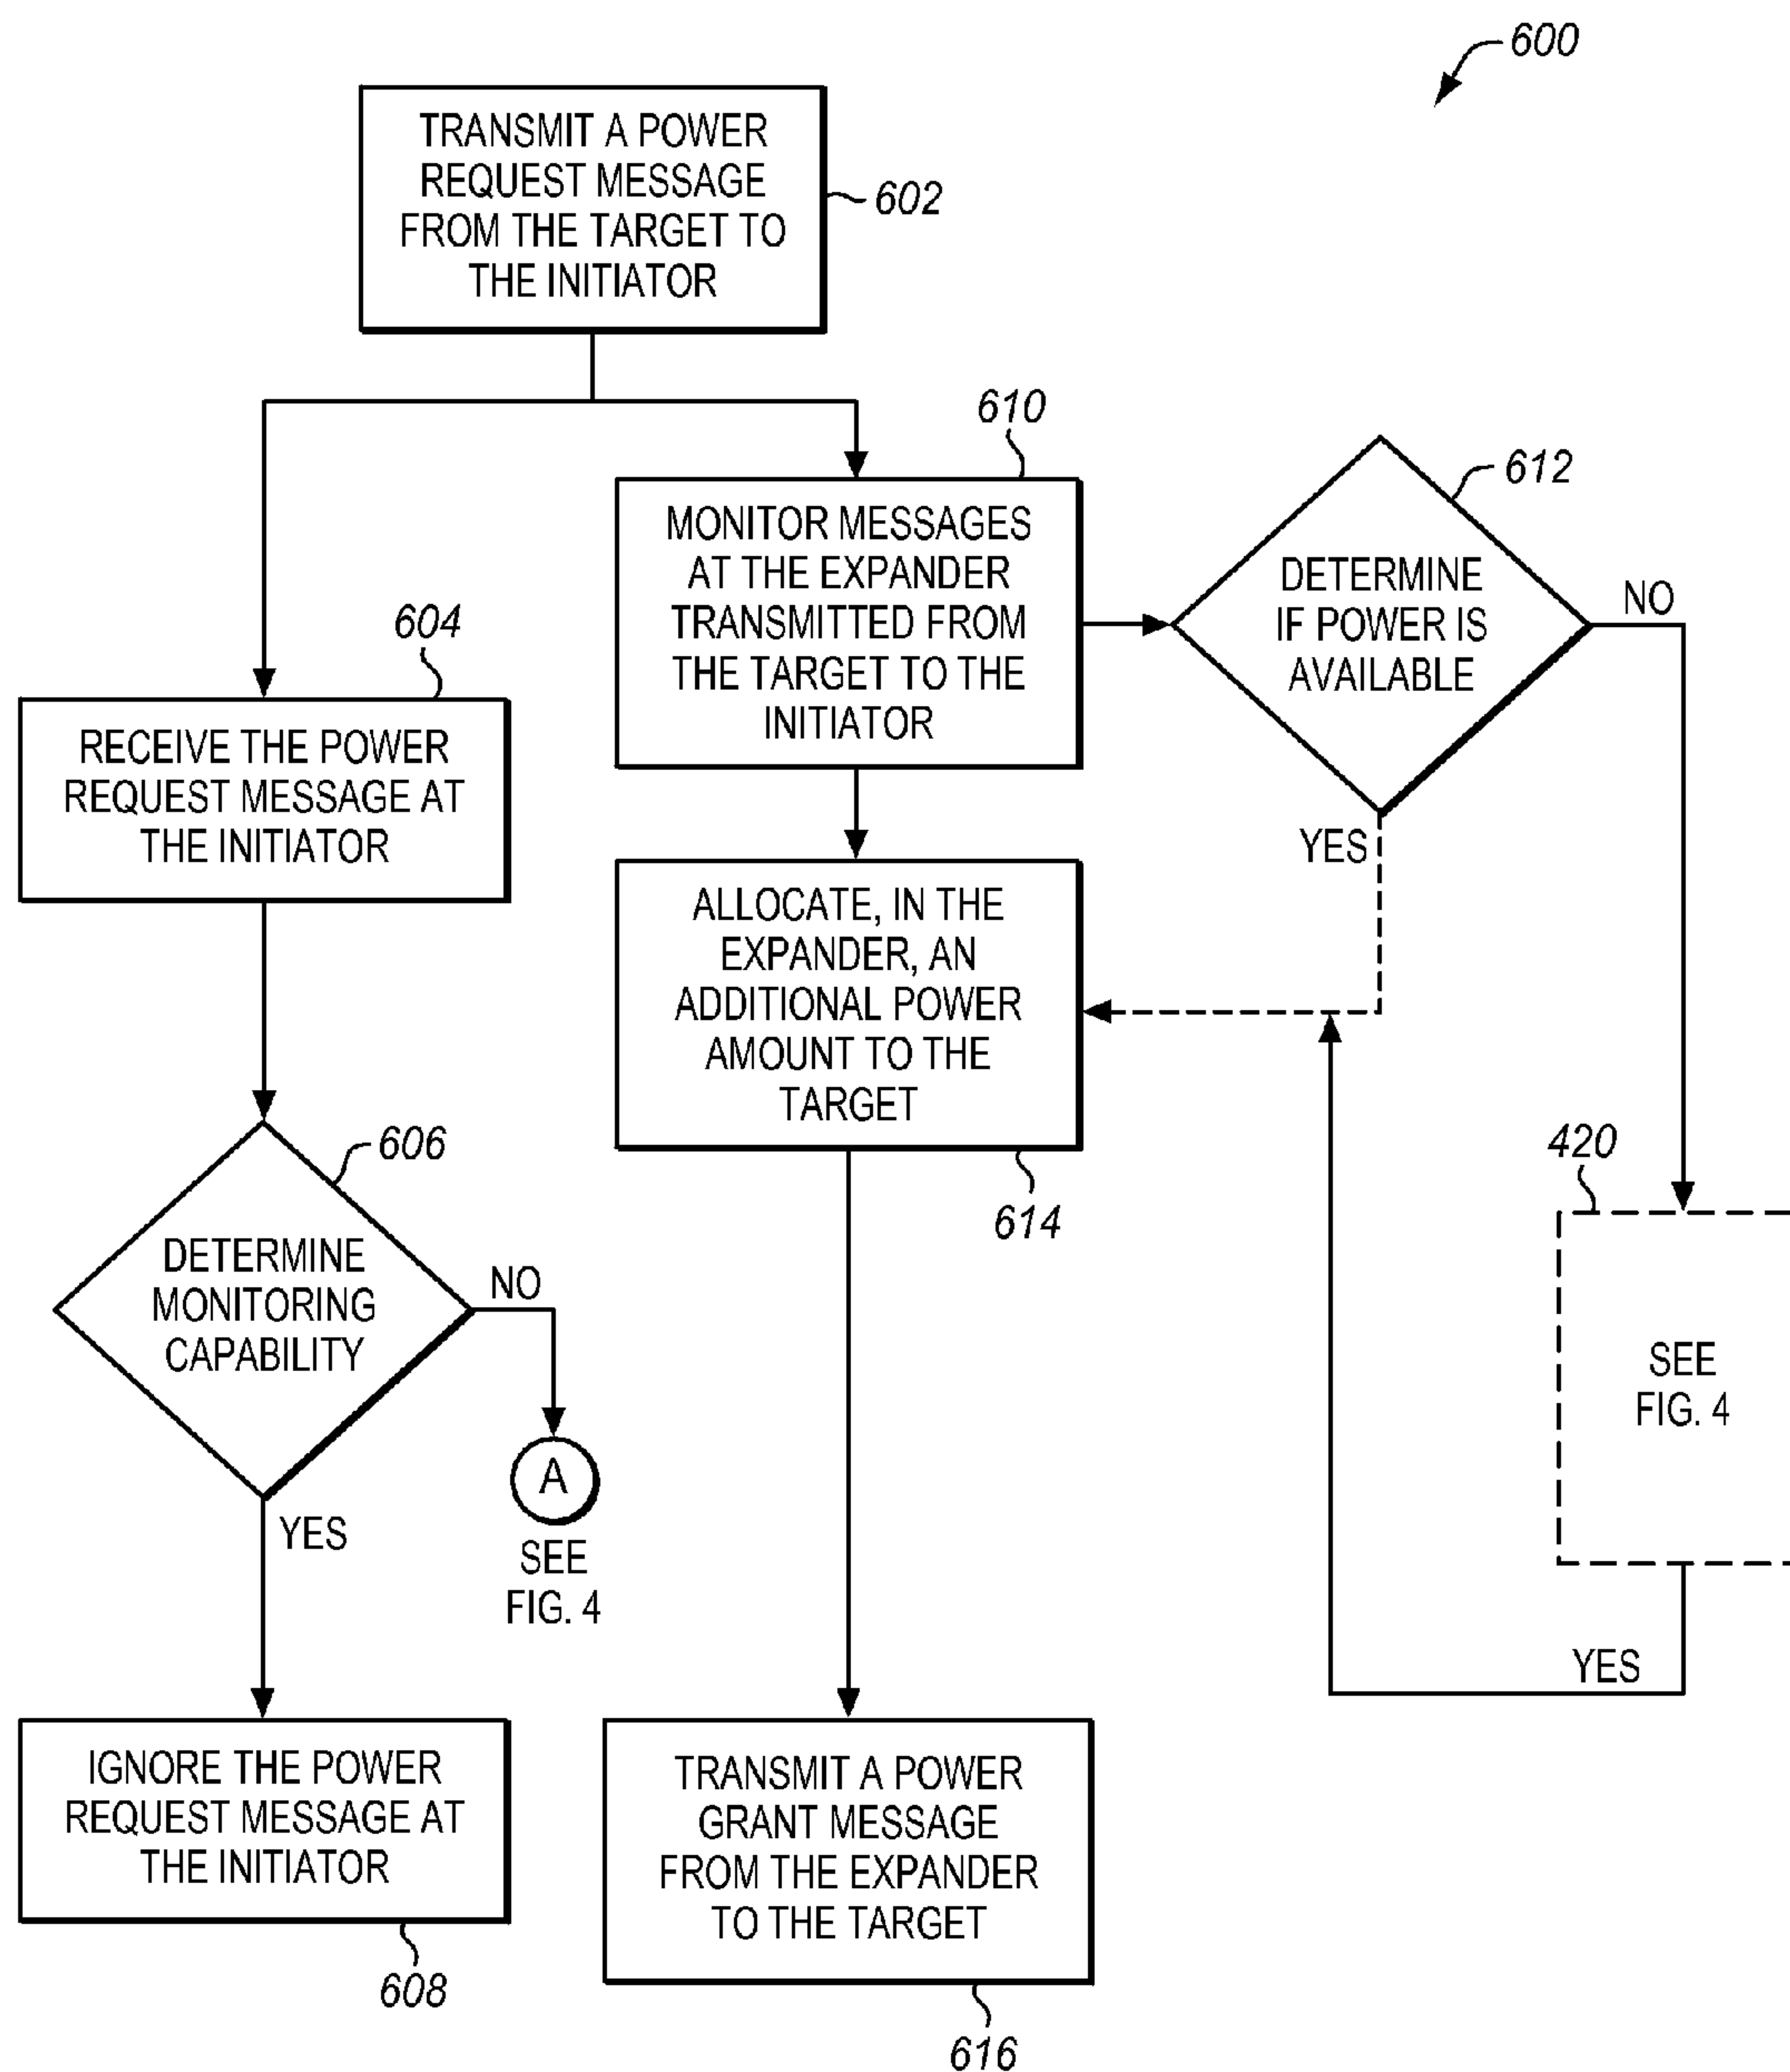 600
TRANSMIT A POWER
REQUEST MESSAGE
FROM THE TARGET TO
THE INITIATOR
602
610
MONITOR MESSAGES
AT THE EXPANDER
TRANSMITTED FROM
THE TARGET TO THE
INITIATOR
612
DETERMINE
IF POWER IS
AVAILABLE
NO
YES
604
RECEIVE THE POWER
REQUEST MESSAGE AT
THE INITIATOR
ALLOCATE, IN THE
EXPANDER, AN
ADDITIONAL POWER
AMOUNT TO THE
TARGET
614
606
DETERMINE
MONITORING
CAPABILITY
NO
A
SEE
FIG. 4
YES
420
SEE
FIG. 4
YES
IGNORE THE POWER
REQUEST MESSAGE AT
THE INITIATOR
608
TRANSMIT A POWER
GRANT MESSAGE
FROM THE EXPANDER
TO THE TARGET
616